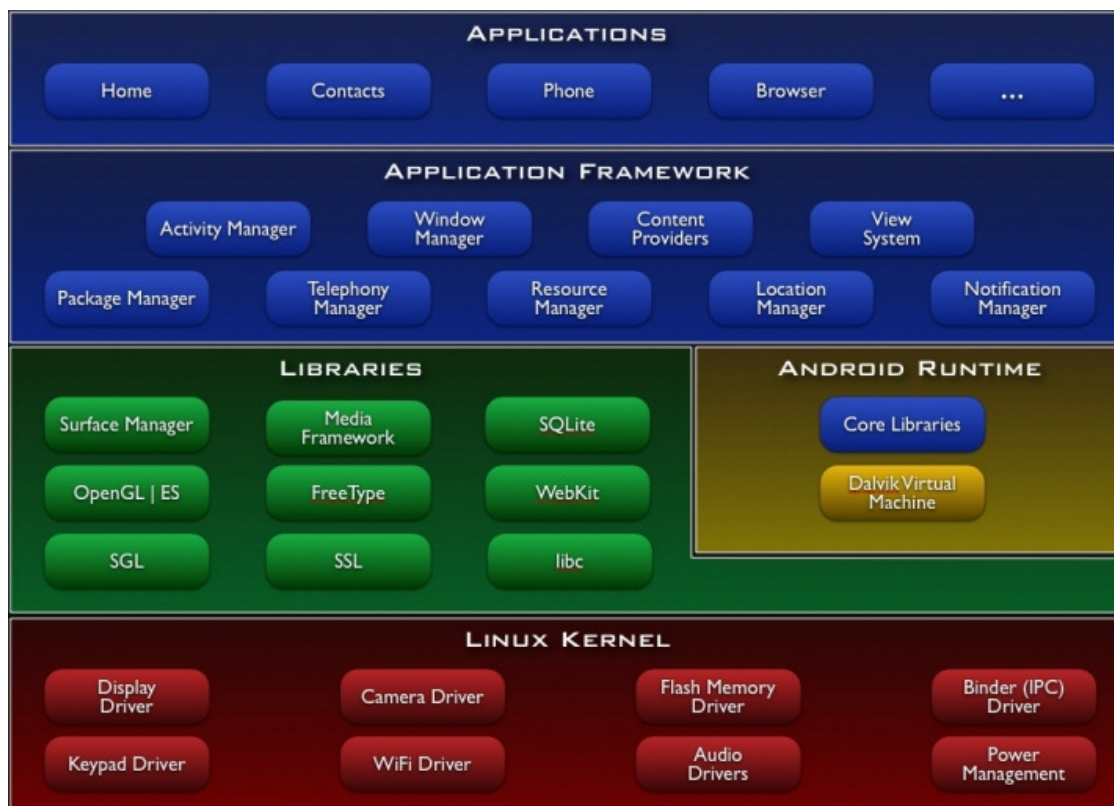 APPLICATIONS
Home
Contacts
Phone
Browser
...
APPLICATION FRAMEWORK
Activity Manager
Window
Manager
Content
Providers
View
System
Package Manager
Telephony
Manager
Resource
Manager
Location
Manager
Notification
Manager
LIBRARIES
Surface Manager
Media
Framework
SQLite
OpenGL | ES
FreeType
WebKit
SGL
SSL
libc
ANDROID RUNTIME
Core Libraries
Dalvik Virtual
Machine
LINUX KERNEL
Display
Driver
Camera Driver
Flash Memory
Driver
Binder (IPC)
Driver
Keypad Driver
WiFi Driver
Audio
Drivers
Power
Management